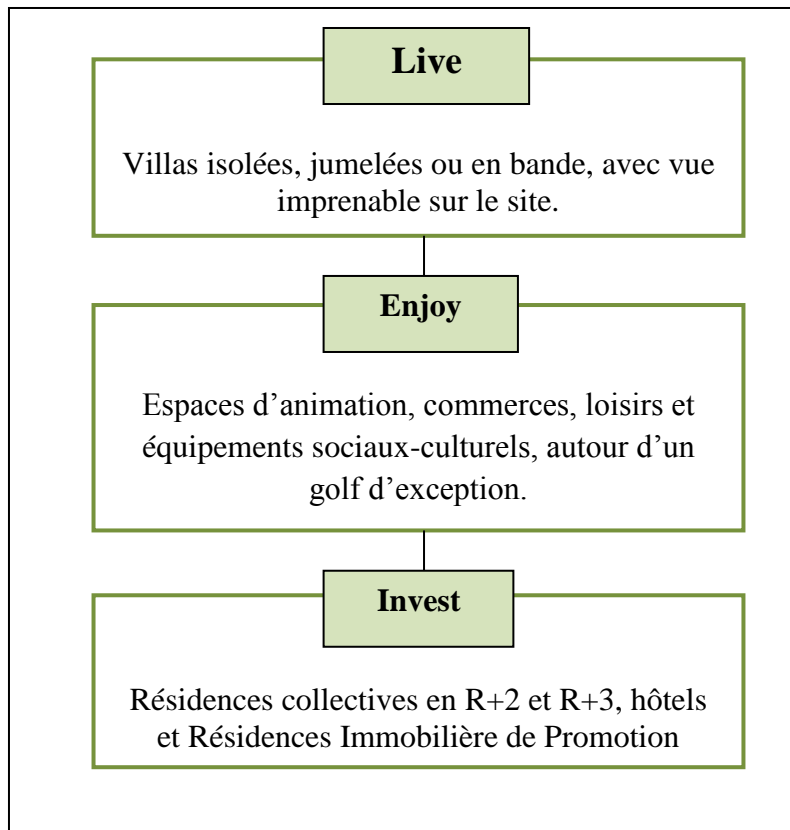 Live
Villas isolées, jumelées ou en bande, avec vue
imprenable sur le site.
Enjoy
Espaces d’animation, commerces, loisirs et
équipements sociaux-culturels, autour d’un
golf d’exception.
Invest
Résidences collectives en R+2 et R+3, hôtels
et Résidences Immobilière de Promotion